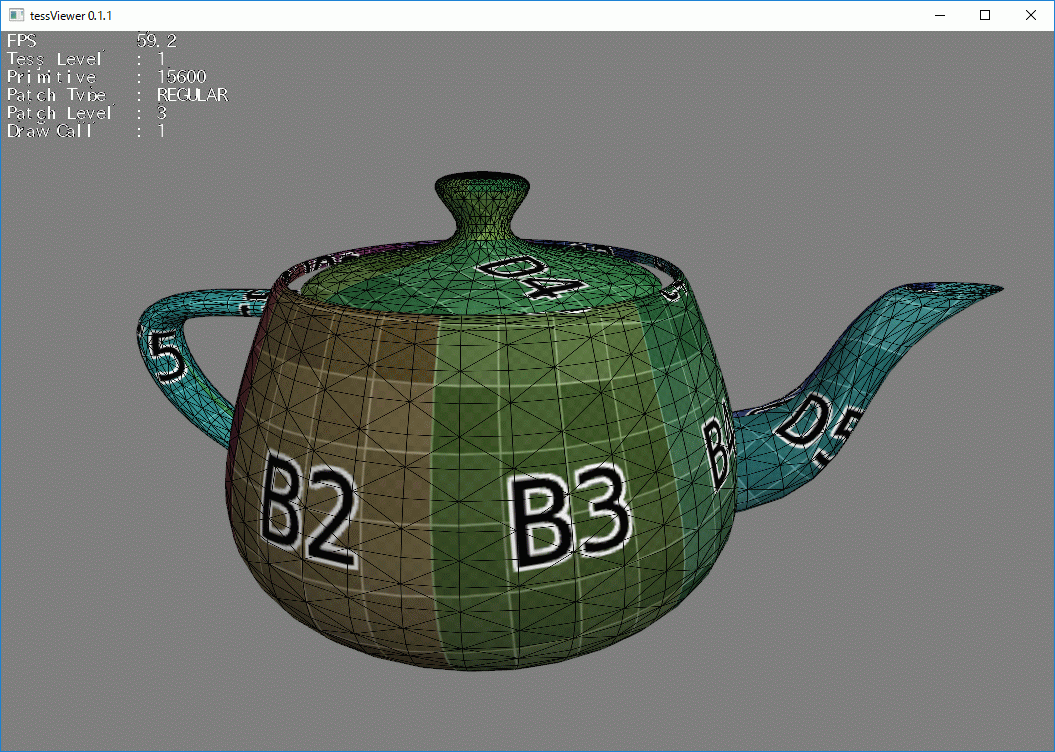 tessViewer 0.1.1
FPS 59.2
Tess Level : 1
Primitive : 15600
Patch Type : REGULAR
Patch Level : 3
Draw Call : 1
D4
5
B2
B3
B4
D5